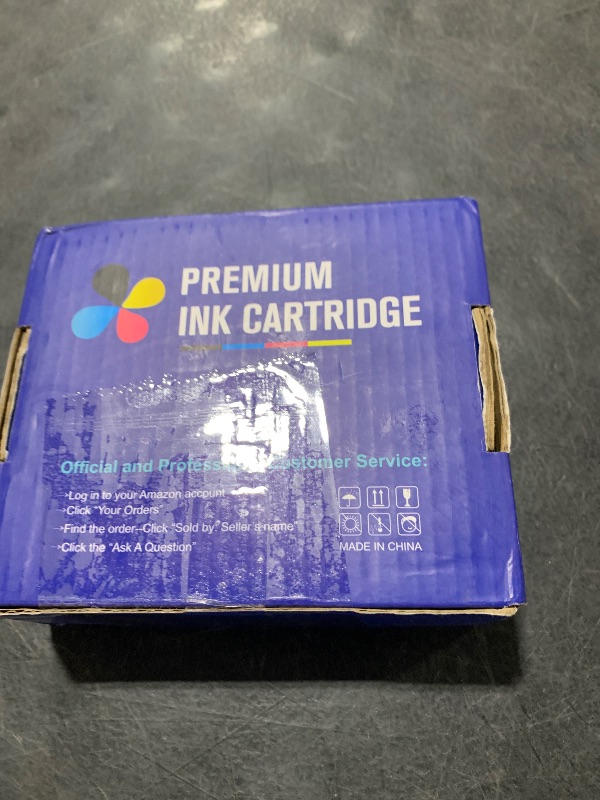 PREMIUM
INK CARTRIDGE
Official and Professional Customer Service:
Log in to your Amazon account
Click "Your Orders"
Find the order--Click "Sold by: Seller's name"
Click the "Ask A Question"
MADE IN CHINA